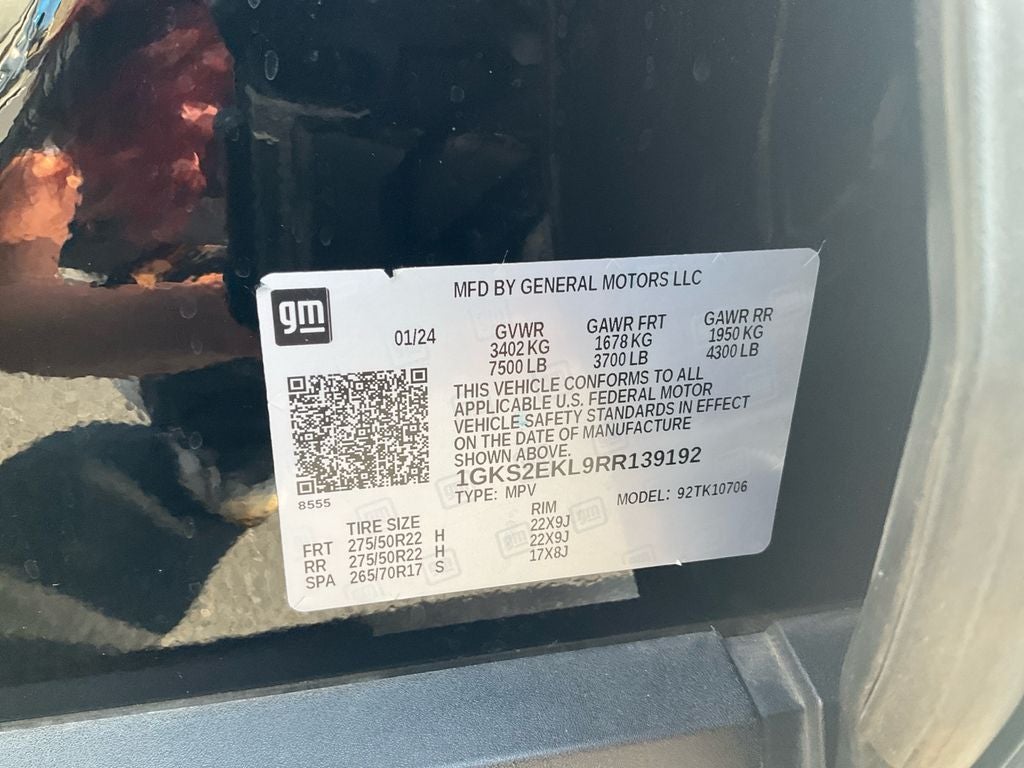 gm
MFD BY GENERAL MOTORS LLC
01/24
GVWR
3402 KG
7500 LB
GAWR FRT
1678 KG
3700 LB
GAWR RR
1950 KG
4300 LB
THIS VEHICLE CONFORMS TO ALL
APPLICABLE U.S. FEDERAL MOTOR
VEHICLE SAFETY STANDARDS IN EFFECT
ON THE DATE OF MANUFACTURE
SHOWN ABOVE.
1GKS2EKL9RR139192
TYPE: MPV
MODEL: 92TK10706
8555
TIRE SIZE RIM
FRT 275/50R22 H 22X9J
RR 275/50R22 H 22X9J
SPA 265/70R17 S 17X8J